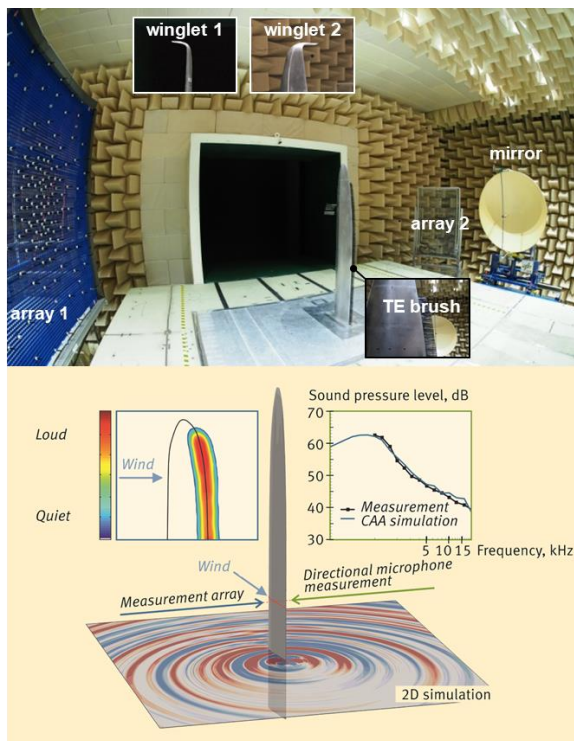 winglet 1
winglet 2
mirror
array 2
array 1
TE brush
Sound pressure level, dB
Loud
Wind
Quiet
70
60
50
40
30
Measurement
CAA simulation
5 10 15 Frequency, kHz
Wind
Directional microphone
measurement
Measurement array
2D simulation